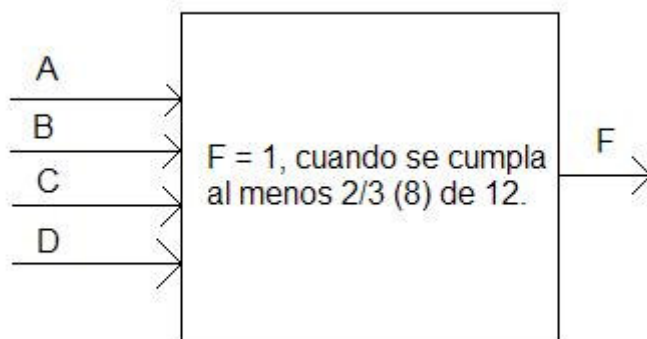 A
B
C
D
F = 1, cuando se cumpla
al menos 2/3 (8) de 12.
F